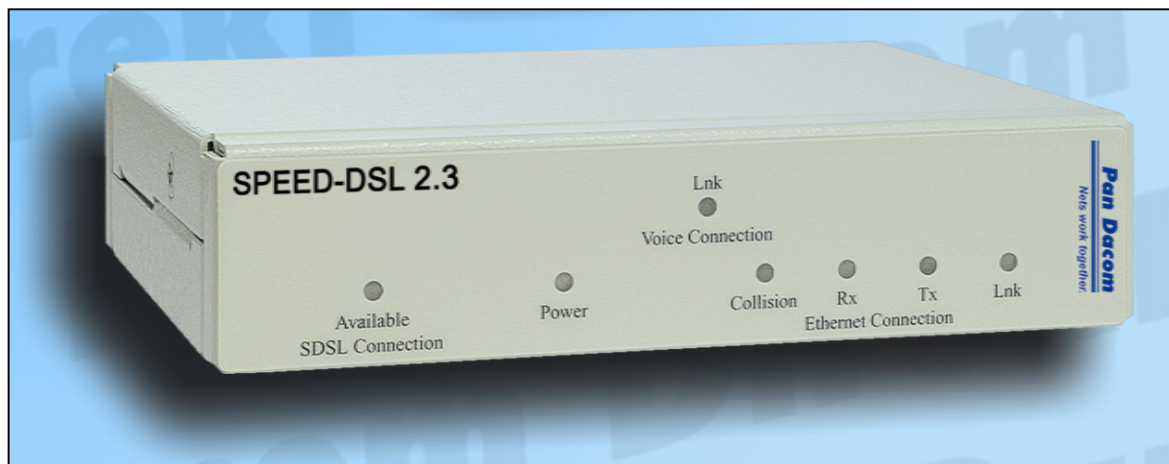 SPEED-DSL 2.3
Lnk
Voice Connection
Available
SDSL Connection
Power
Collision
Rx
Tx
Lnk
Ethernet Connection
Pan Dacom
Nets work together.